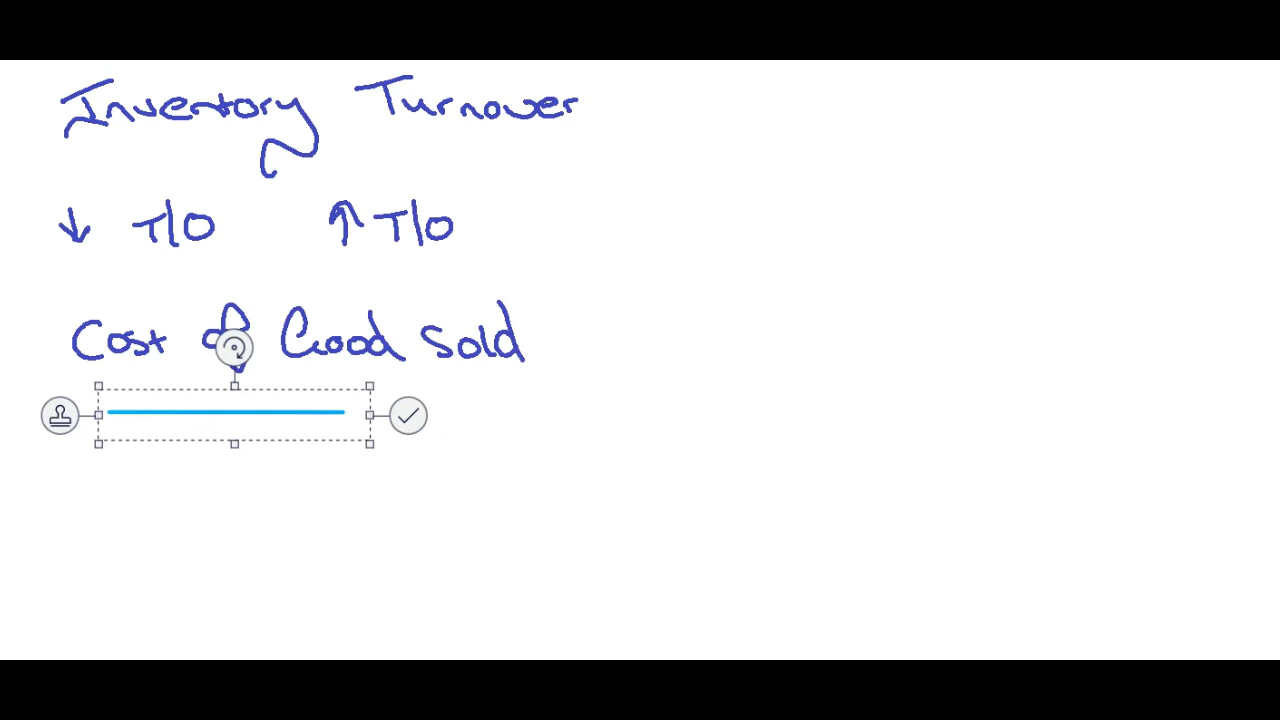 Inventory Turnover
↓ T/O ↑ T/O
Cost of Good Sold